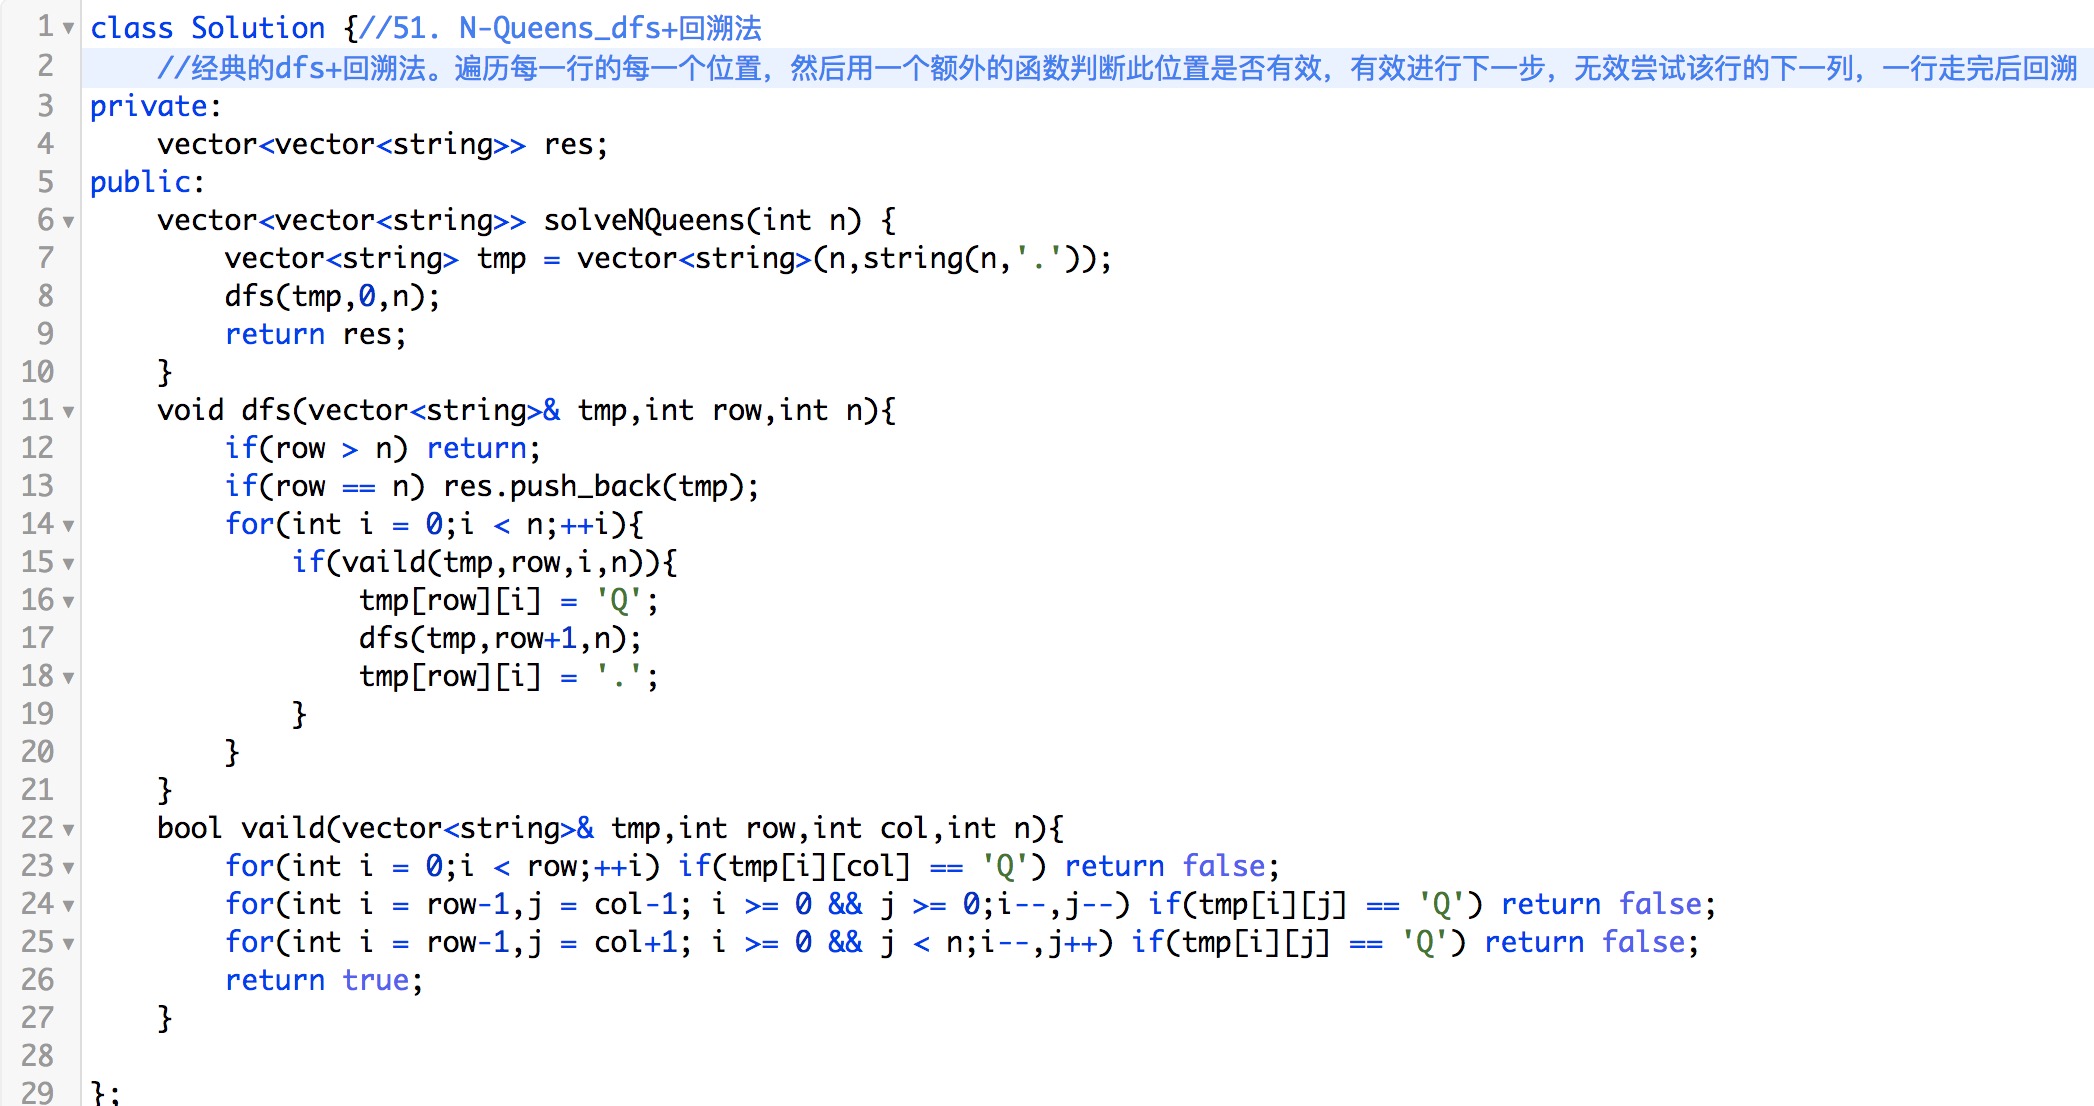 1 class Solution {//51. N-Queens_dfs+回溯法
2 //经典的dfs+回溯法。遍历每一行的每一个位置，然后用一个额外的函数判断此位置是否有效，有效进行下一步，无效尝试该行的下一列，一行走完后回溯
3 private:
4     vector<vector<string>> res;
5 public:
6     vector<vector<string>> solveNQueens(int n) {
7         vector<string> tmp = vector<string>(n,string(n,'.'));
8         dfs(tmp,0,n);
9         return res;
10     }
11     void dfs(vector<string>& tmp,int row,int n){
12         if(row > n) return;
13         if(row == n) res.push_back(tmp);
14         for(int i = 0;i < n;++i){
15             if(vaild(tmp,row,i,n)){
16                 tmp[row][i] = 'Q';
17                 dfs(tmp,row+1,n);
18                 tmp[row][i] = '.';
19             }
20         }
21     }
22     bool vaild(vector<string>& tmp,int row,int col,int n){
23         for(int i = 0;i < row;++i) if(tmp[i][col] == 'Q') return false;
24         for(int i = row-1,j = col-1; i >= 0 && j >= 0;i--,j--) if(tmp[i][j] == 'Q') return false;
25         for(int i = row-1,j = col+1; i >= 0 && j < n;i--,j++) if(tmp[i][j] == 'Q') return false;
26         return true;
27     }
28
29 };